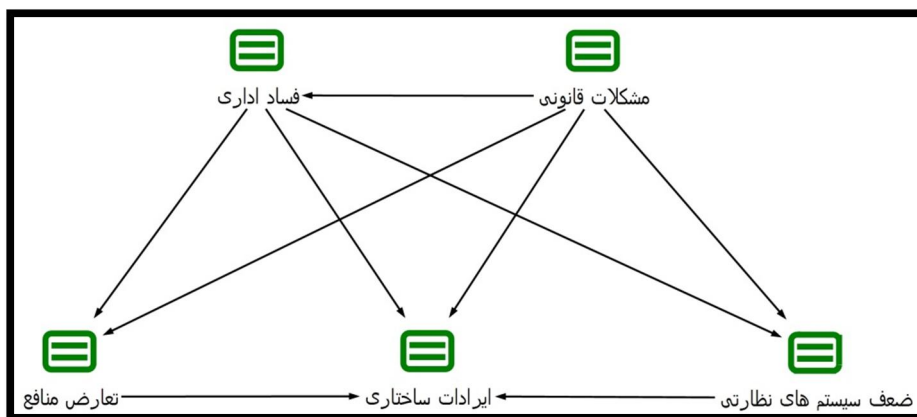 مشکلات قانونی
فساد اداری
ضعف سیستم های نظارتی
ایرادات ساختاری
تعارض منافع